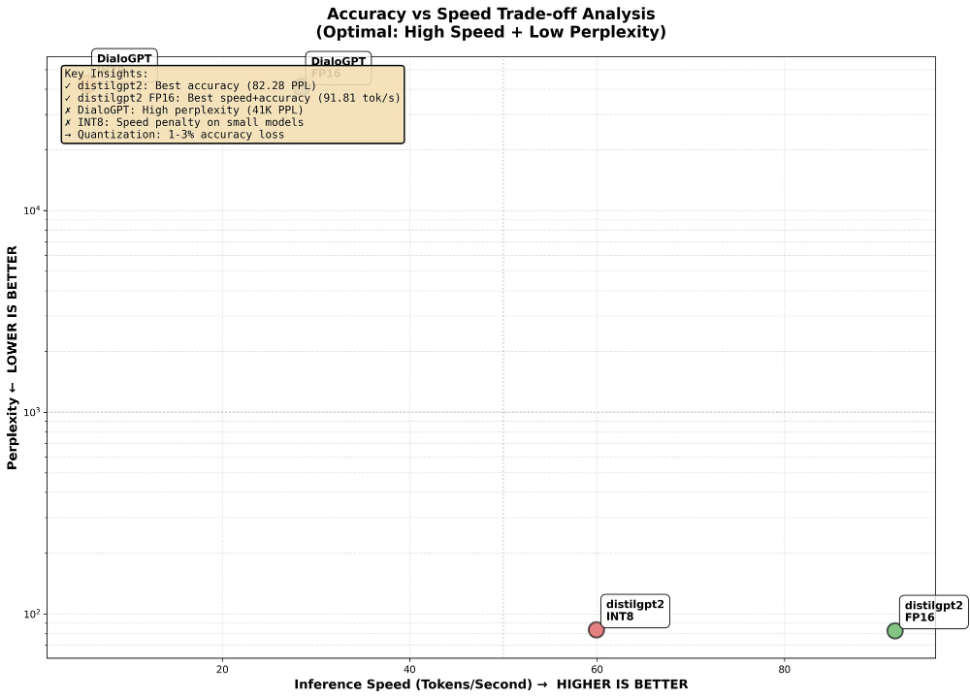 Accuracy vs Speed Trade-off Analysis
(Optimal: High Speed + Low Perplexity)
DialoGPT
DialoGPT
FP16
Key Insights:
✓ distilgpt2: Best accuracy (82.28 PPL)
✓ distilgpt2 FP16: Best speed+accuracy (91.81 tok/s)
✗ DialoGPT: High perplexity (41K PPL)
✗ INT8: Speed penalty on small models
→ Quantization: 1-3% accuracy loss
10⁴
10³
10²
Perplexity ← LOWER IS BETTER
distilgpt2
INT8
distilgpt2
FP16
20
40
60
80
Inference Speed (Tokens/Second) → HIGHER IS BETTER